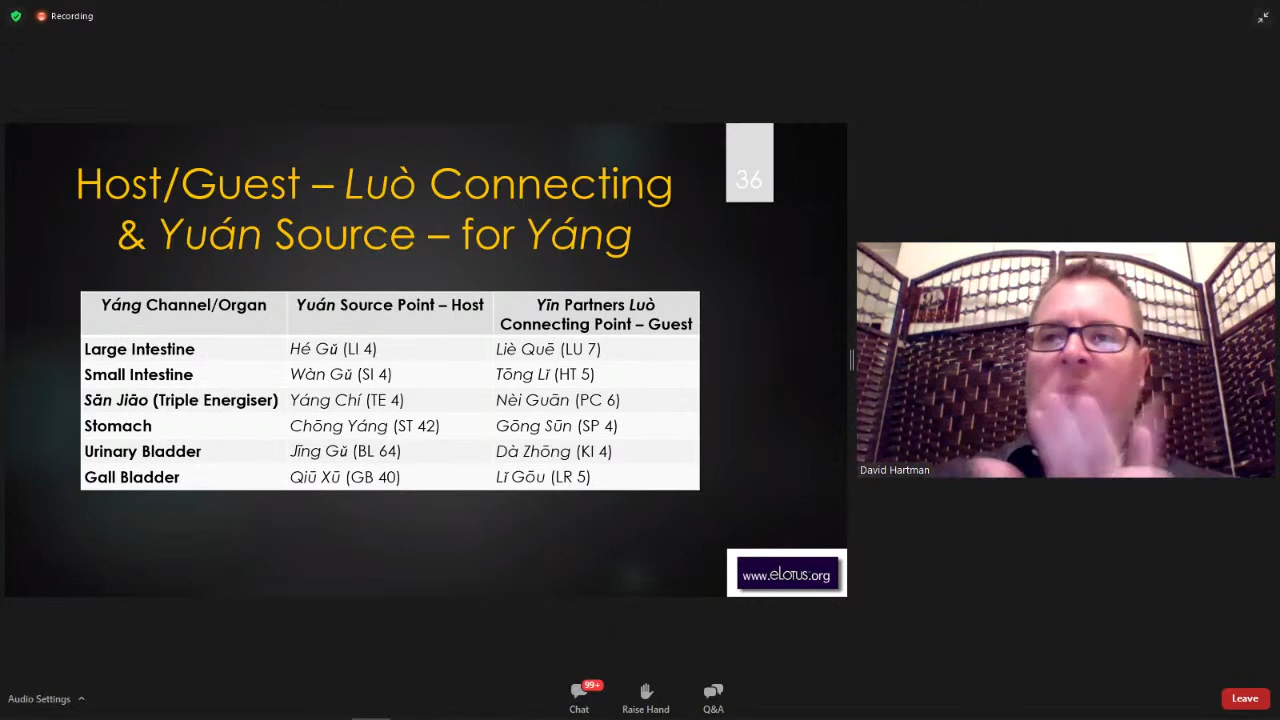 Recording
Host/Guest – Luò Connecting
& Yuán Source – for Yáng
36
Yáng Channel/Organ Yuán Source Point – Host Yīn Partners Luò
Connecting Point – Guest
Large Intestine Hé Gǔ (LI 4) Liè Quē (LU 7)
Small Intestine Wàn Gǔ (SI 4) Tōng Lǐ (HT 5)
Sān Jiāo (Triple Energiser) Yáng Chí (TE 4) Nèi Guān (PC 6)
Stomach Chōng Yáng (ST 42) Gōng Sūn (SP 4)
Urinary Bladder Jīng Gǔ (BL 64) Dà Zhōng (KI 4)
Gall Bladder Qiū Xū (GB 40) Lǐ Gōu (LR 5)
www.eLOTUS.org
David Hartman
Audio Settings
99+
Chat Raise Hand Q&A
Leave